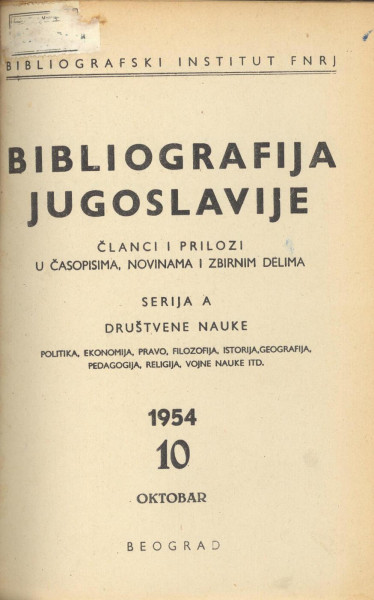 BIBLIOGRAFSKI INSTITUT FNRJ
BIBLIOGRAFIJA
JUGOSLAVIJE
ČLANCI I PRILOZI
U ČASOPISIMA, NOVINAMA I ZBIRNIM DELIMA
SERIJA A
DRUŠTVENE NAUKE
POLITIKA, EKONOMIJA, PRAVO, FILOZOFIJA, ISTORIJA,GEOGRAFIJA,
PEDAGOGIJA, RELIGIJA, VOJNE NAUKE ITD.
1954
10
OKTOBAR
BEOGRAD